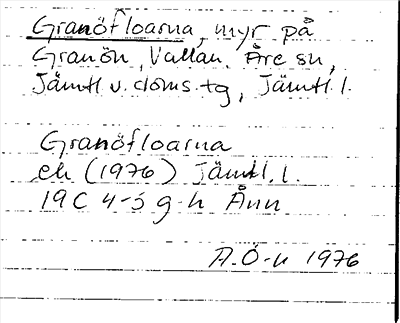 Granöfloarna, myr på
Granön, Vallan. Åre sn,
Jämtl v. doms. tg, Jämtl. l.
Granöfloarna
ek (1976) Jämtl. l.
19C 4-5 g-h Ånn
A.Ö-n 1976